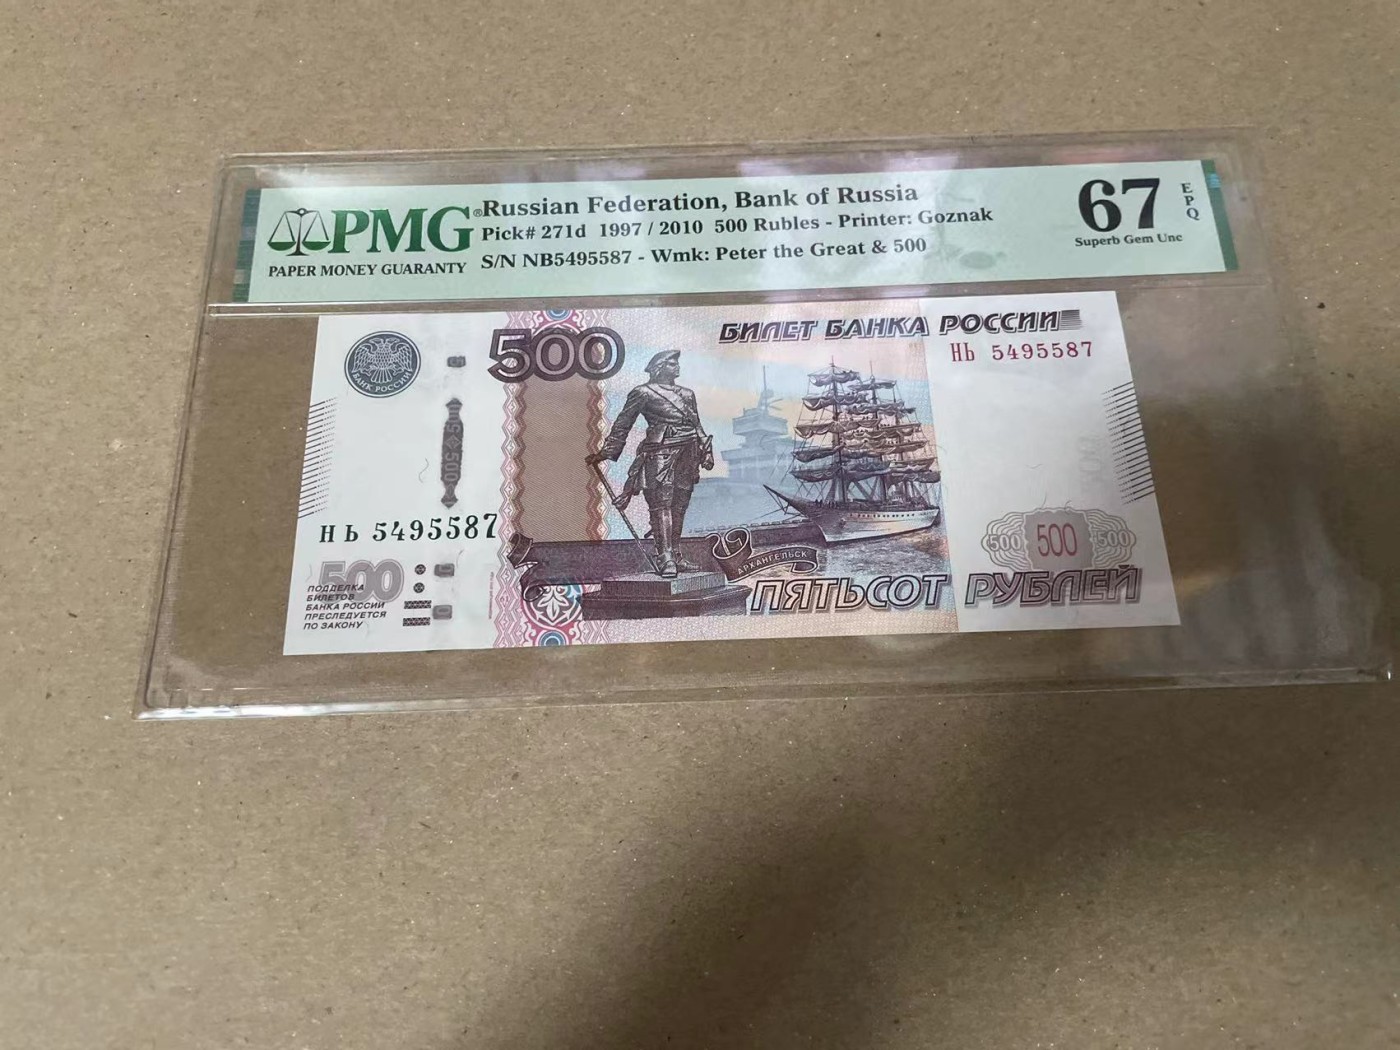 PMG®
PAPER MONEY GUARANTY
Russian Federation, Bank of Russia
Pick# 271d 1997 / 2010 500 Rubles - Printer: Goznak
S/N NB5495587 - Wmk: Peter the Great & 500
67
Superb Gem Unc
EPQ
БАНК РОССИИ
500
БИЛЕТ БАНКА РОССИИ
НЬ 5495587
500
НЬ 5495587
500
ПОДДЕЛКА
БИЛЕТОВ
БАНКА РОССИИ
ПРЕСЛЕДУЕТСЯ
ПО ЗАКОНУ
АРХАНГЕЛЬСК
500 500 500
ПЯТЬСОТ РУБЛЕЙ